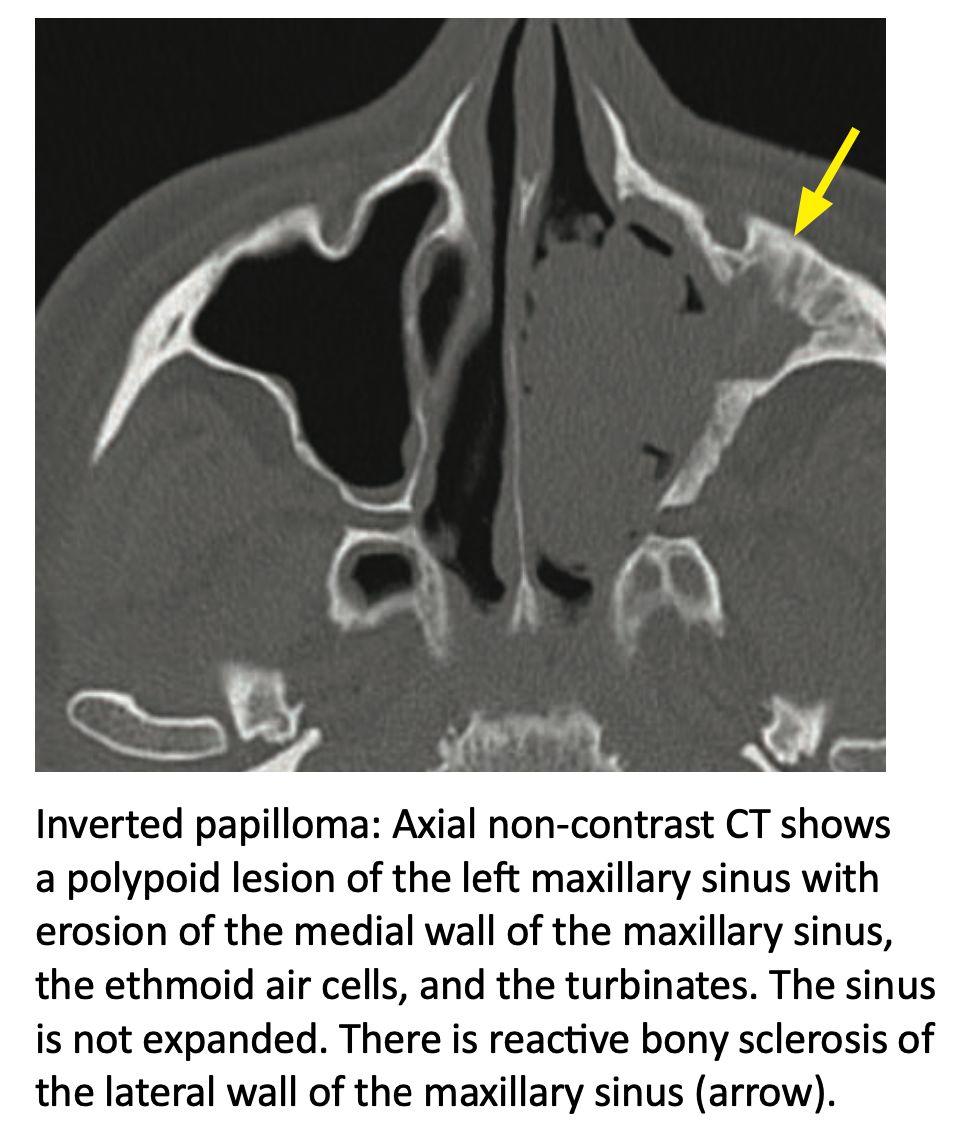 Inverted papilloma: Axial non-contrast CT shows
a polypoid lesion of the left maxillary sinus with
erosion of the medial wall of the maxillary sinus,
the ethmoid air cells, and the turbinates. The sinus
is not expanded. There is reactive bony sclerosis of
the lateral wall of the maxillary sinus (arrow).